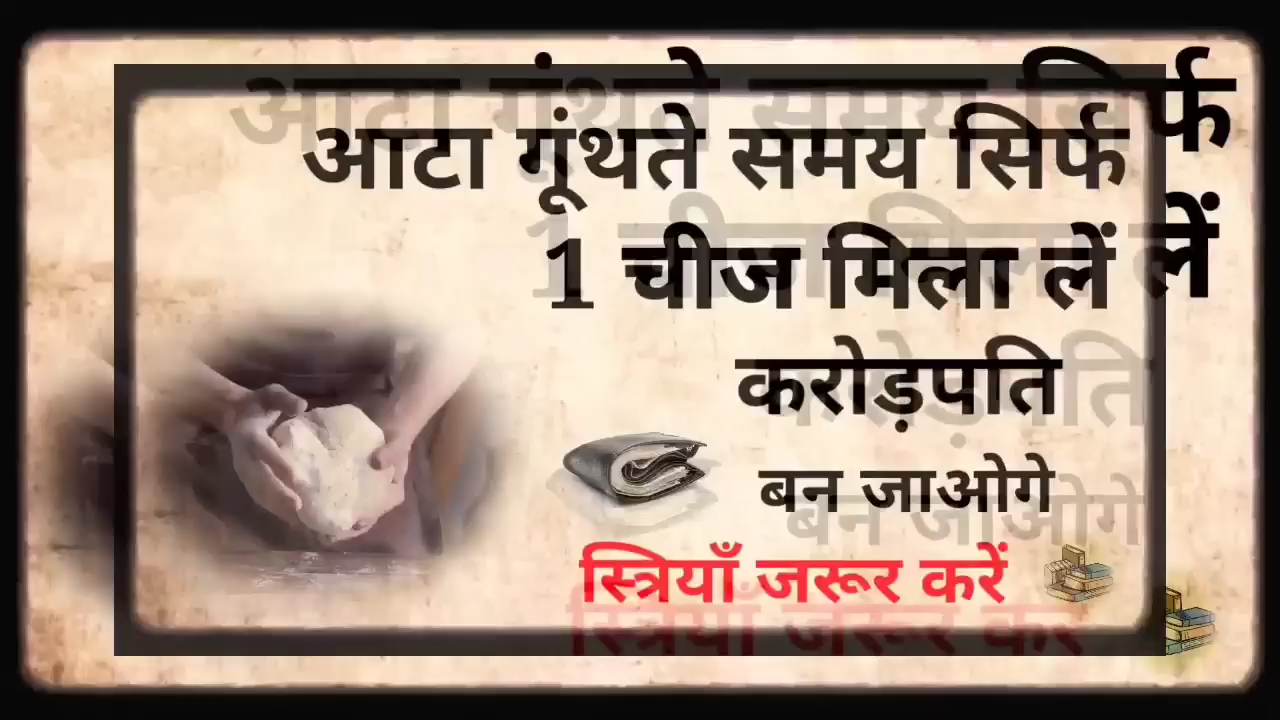 आटा गूंथते समय सिर्फ
1 चीज मिला लें
करोड़पति
बन जाओगे
स्त्रियाँ जरूर करें